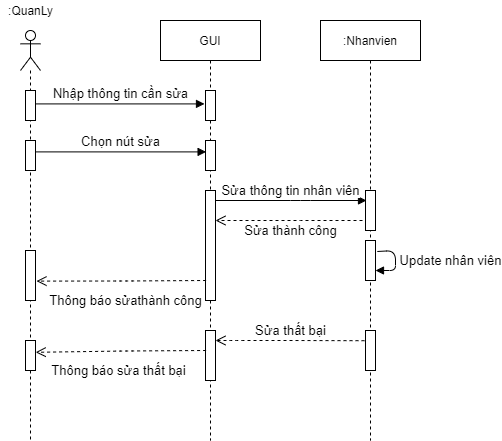 :QuanLy
GUI
:Nhanvien
Nhập thông tin cần sửa
Chọn nút sửa
Sửa thông tin nhân viên
Sửa thành công
Update nhân viên
Thông báo sửathành công
Sửa thất bại
Thông báo sửa thất bại